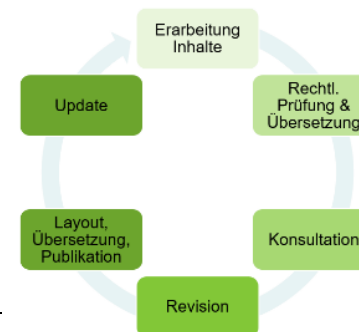 Erarbeitung
Inhalte
Rechtl.
Prüfung &
Übersetzung
Konsultation
Revision
Layout,
Übersetzung,
Publikation
Update